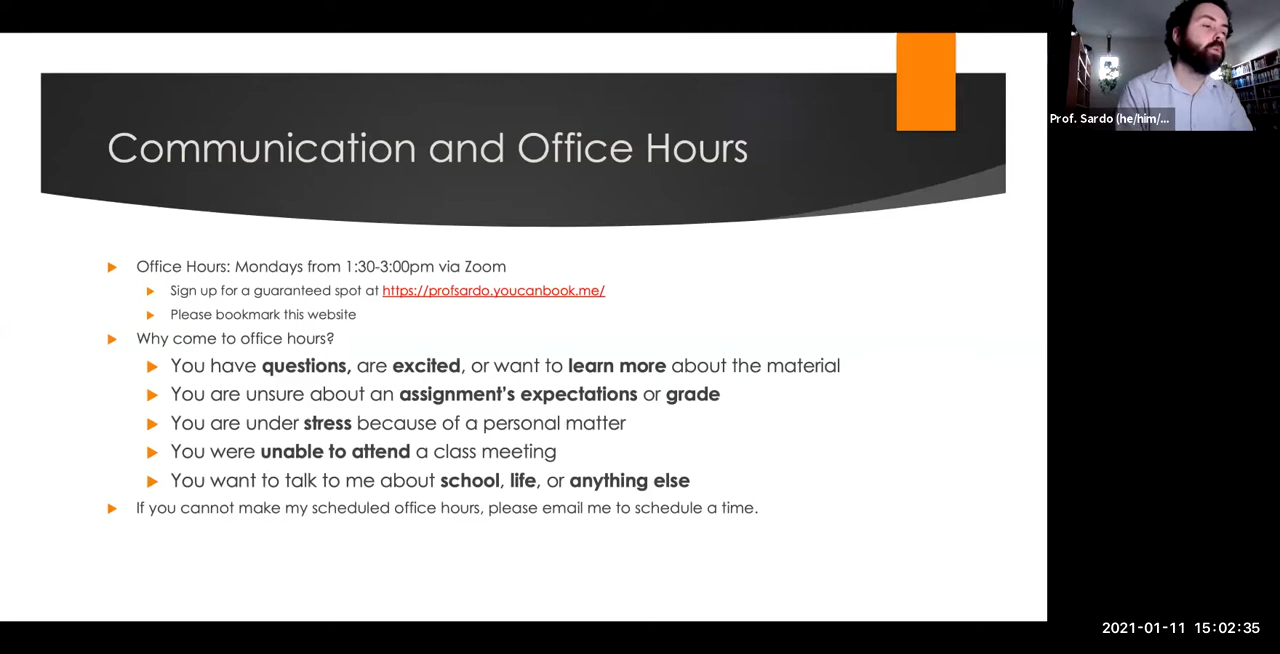 Communication and Office Hours
Prof. Sardo (he/him/...
Office Hours: Mondays from 1:30-3:00pm via Zoom
Sign up for a guaranteed spot at https://profsardo.youcanbook.me/
Please bookmark this website
Why come to office hours?
You have questions, are excited, or want to learn more about the material
You are unsure about an assignment’s expectations or grade
You are under stress because of a personal matter
You were unable to attend a class meeting
You want to talk to me about school, life, or anything else
If you cannot make my scheduled office hours, please email me to schedule a time.
2021-01-11 15:02:35